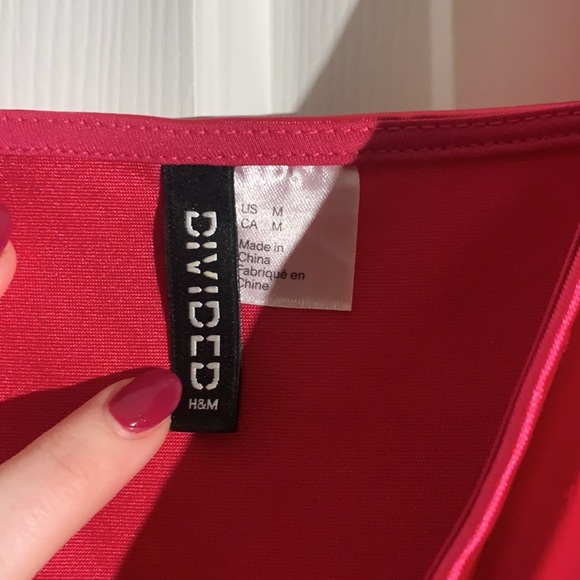 DIVIDED
H&M
US M
CA M
Made in
China
Fabriqué en
Chine